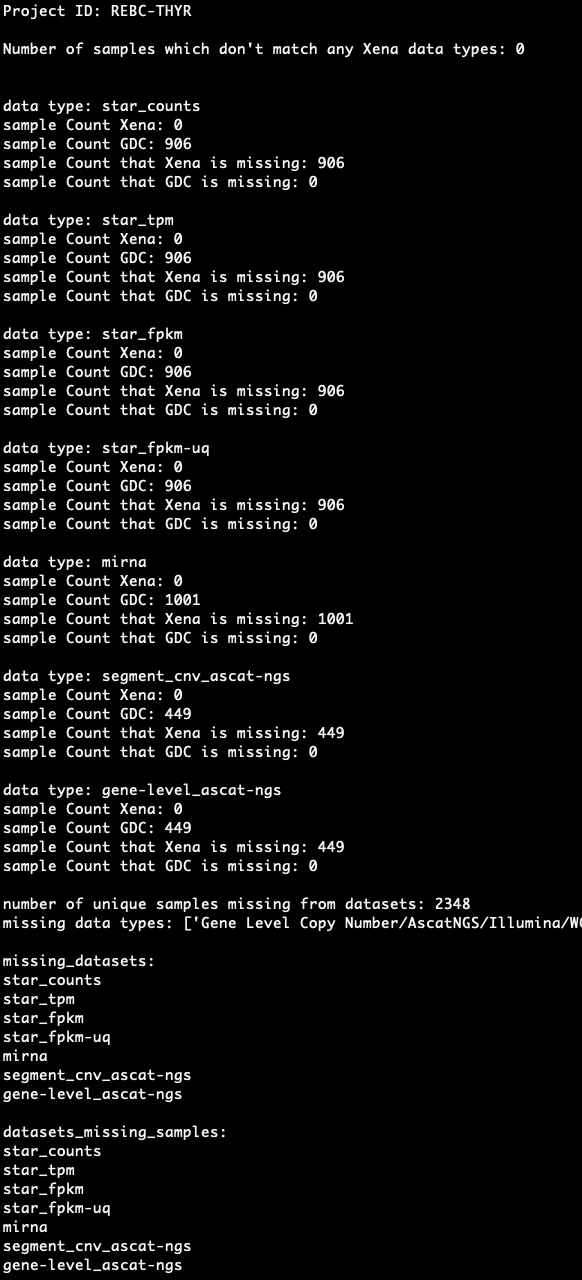 Project ID: REBC-THYR
Number of samples which don't match any Xena data types: 0
data type: star_counts
sample Count Xena: 0
sample Count GDC: 906
sample Count that Xena is missing: 906
sample Count that GDC is missing: 0
data type: star_tpm
sample Count Xena: 0
sample Count GDC: 906
sample Count that Xena is missing: 906
sample Count that GDC is missing: 0
data type: star_fpkm
sample Count Xena: 0
sample Count GDC: 906
sample Count that Xena is missing: 906
sample Count that GDC is missing: 0
data type: star_fpkm-uq
sample Count Xena: 0
sample Count GDC: 906
sample Count that Xena is missing: 906
sample Count that GDC is missing: 0
data type: mirna
sample Count Xena: 0
sample Count GDC: 1001
sample Count that Xena is missing: 1001
sample Count that GDC is missing: 0
data type: segment_cnv_ascat-ngs
sample Count Xena: 0
sample Count GDC: 449
sample Count that Xena is missing: 449
sample Count that GDC is missing: 0
data type: gene-level_ascat-ngs
sample Count Xena: 0
sample Count GDC: 449
sample Count that Xena is missing: 449
sample Count that GDC is missing: 0
number of unique samples missing from datasets: 2348
missing data types: ['Gene Level Copy Number/AscatNGS/Illumina/
missing_datasets:
star_counts
star_tpm
star_fpkm
star_fpkm-uq
mirna
segment_cnv_ascat-ngs
gene-level_ascat-ngs
datasets_missing_samples:
star_counts
star_tpm
star_fpkm
star_fpkm-uq
mirna
segment_cnv_ascat-ngs
gene-level_ascat-ngs